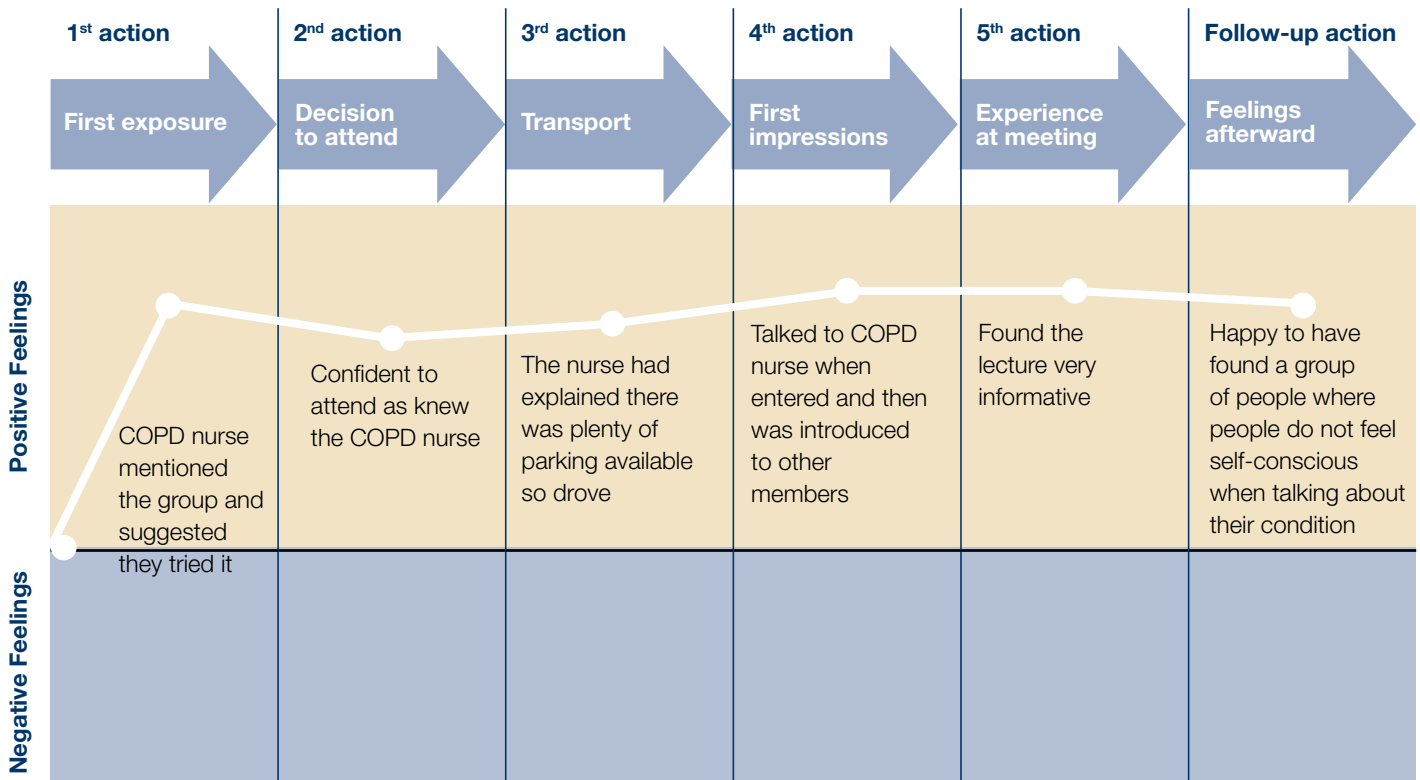 1st action
2nd action
3rd action
4th action
5th action
Follow-up action
First exposure
Decision
to attend
Transport
First
impressions
Experience
at meeting
Feelings
afterward
Positive Feelings
COPD nurse
mentioned
the group and
suggested
they tried it
Confident to
attend as knew
the COPD nurse
The nurse had
explained there
was plenty of
parking available
so drove
Talked to COPD
nurse when
entered and then
was introduced
to other
members
Found the
lecture very
informative
Happy to have
found a group
of people where
people do not feel
self-conscious
when talking about
their condition
Negative Feelings